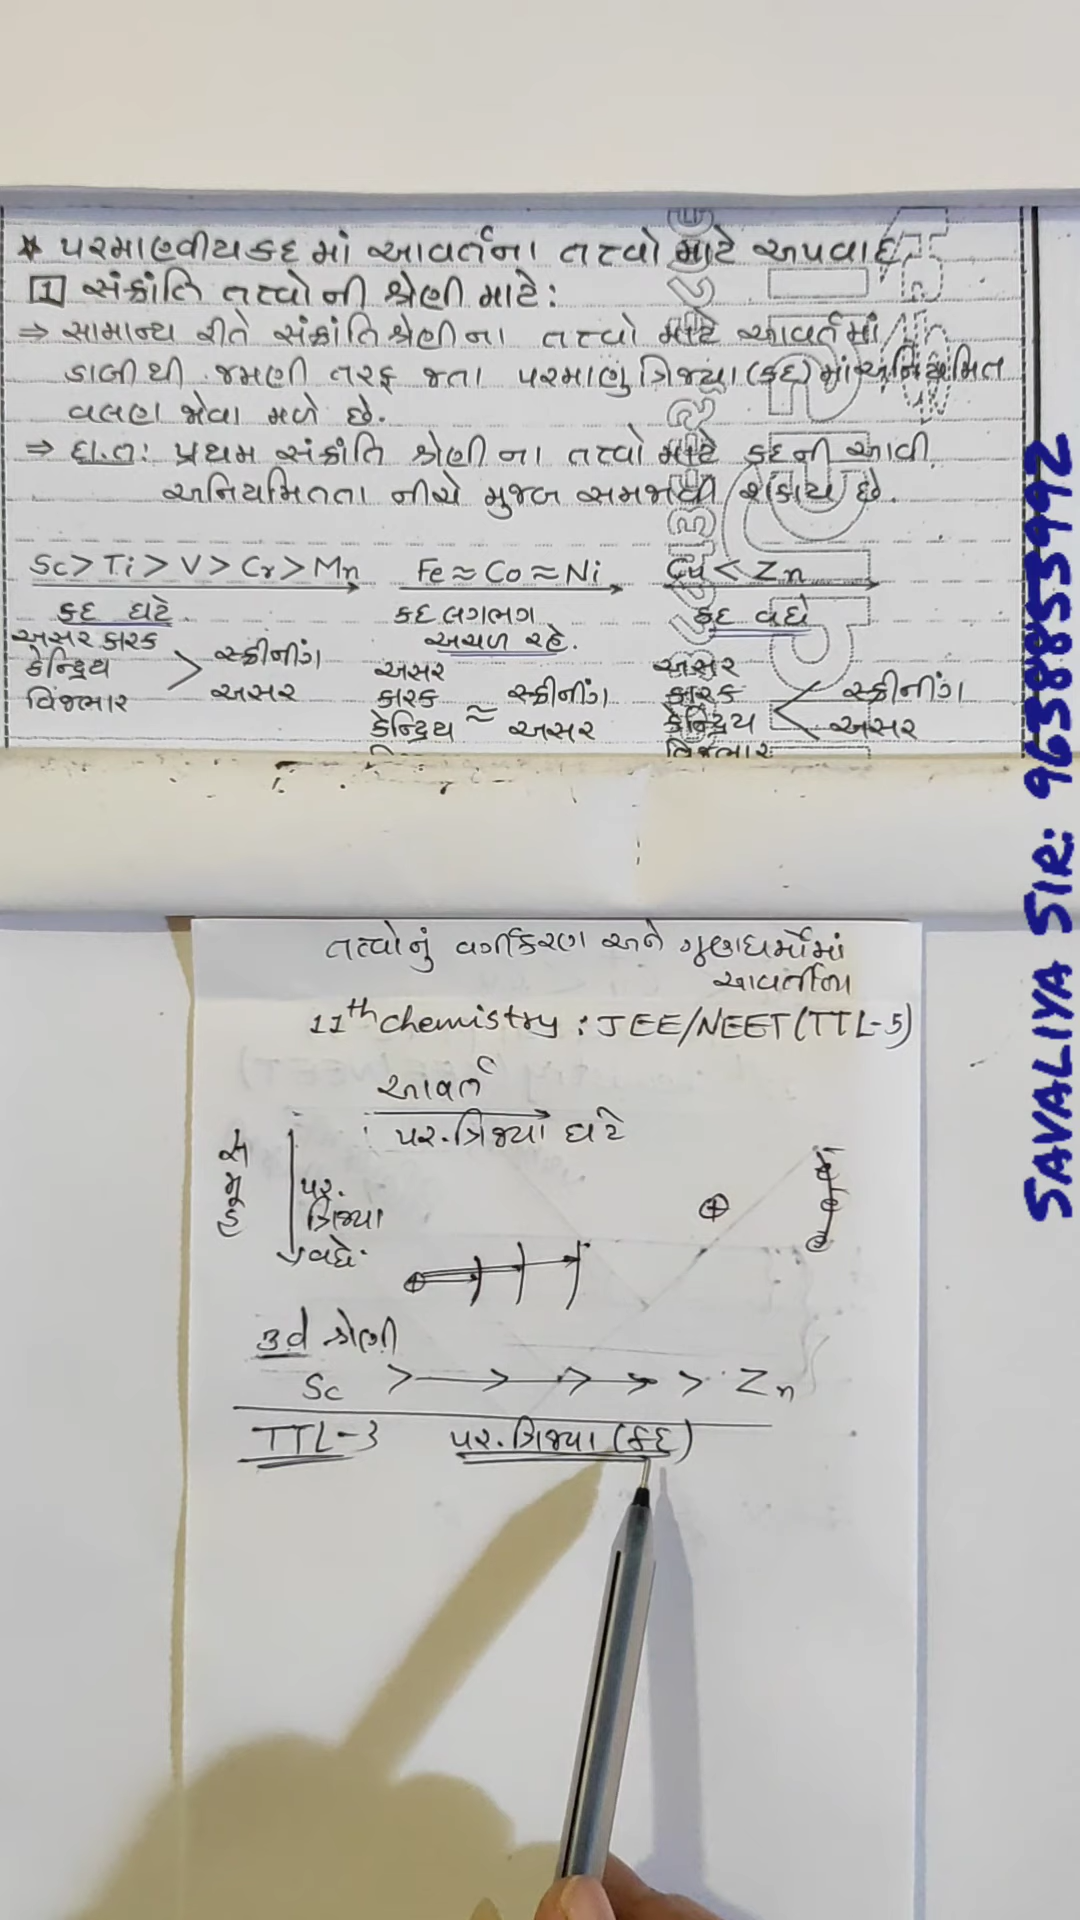 * પરમાણ્વીય કદ માં આવર્તના તત્વો માટે અપવાદ
1 સંક્રાંતિ તત્વોની શ્રેણી માટે:
⇒ સામાન્ય રીતે સંક્રાંતિ શ્રેણીના તત્વો માટે આવર્તમાં
ડાબીથી જમણી તરફ જતા પરમાણુ ત્રિજ્યા (કદ) માં અનિયમિત
વલણ જોવા મળે છે.
⇒ દા.ત: પ્રથમ સંક્રાંતિ શ્રેણીના તત્વો માટે કદની આવી
અનિયમિતતા નીચે મુજબ સમજાવી શકાય છે.
Sc > Ti > V > Cr > Mn Fe ≈ Co ≈ Ni Cu < Zn
કદ ઘટે કદ લગભગ અચળ રહે. કદ વધે
અસરકારક કેન્દ્રિય વિજભાર > સ્ક્રીનીંગ અસર
અસર કારક કેન્દ્રિય ≈ સ્ક્રીનીંગ અસર
અસર કારક કેન્દ્રિય વિજભાર < સ્ક્રીનીંગ અસર
SAVALIYA SIR: 9638855992
તત્વોનું વર્ગીકરણ અને ગુણધર્મોમાં
આવર્તીતા
11th chemistry : JEE/NEET (TTL-5)
આવર્ત
પર. ત્રિજ્યા ઘટે
સમૂહ
પર.
ત્રિજ્યા
વધે
3d શ્રેણી
Sc > > > > > Zn
TTL-3 પર. ત્રિજ્યા (કદ)